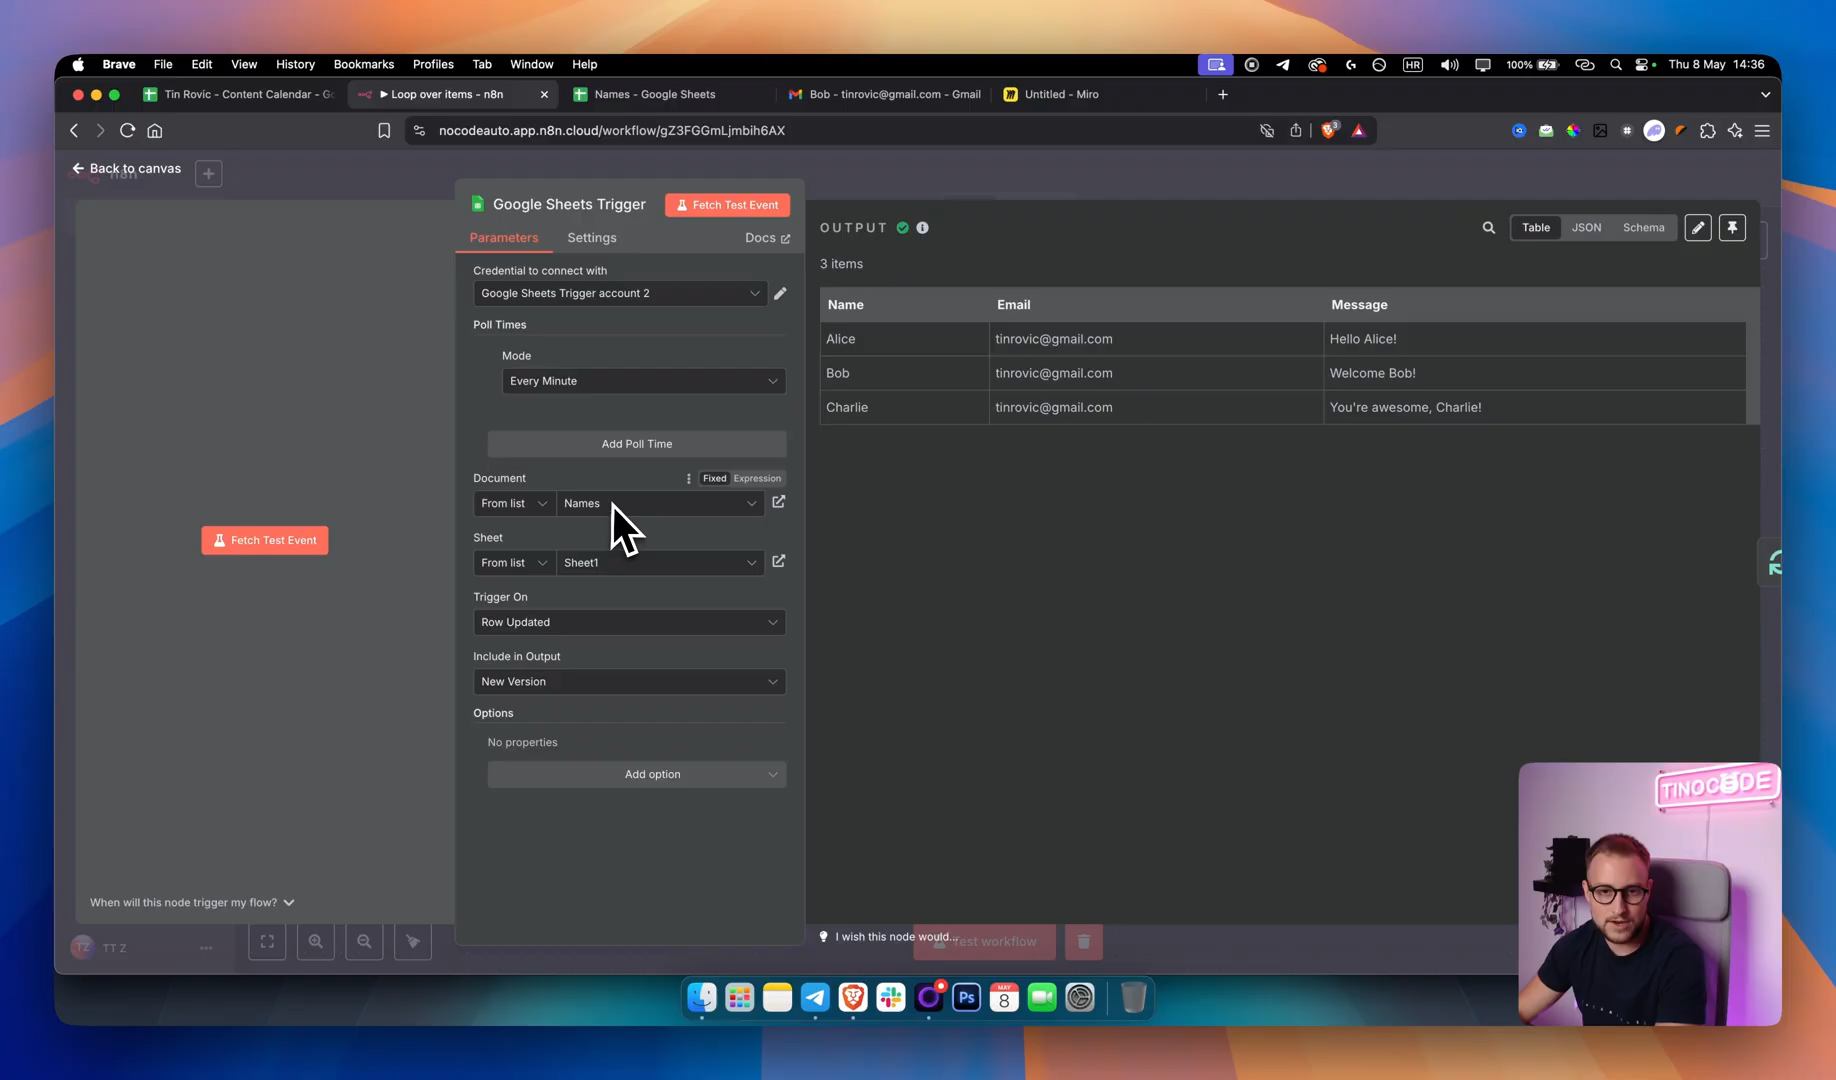 Brave File Edit View History Bookmarks Profiles Tab Window Help
HR 100% Thu 8 May 14:36
Tin Rovic - Content Calendar - Go
Loop over items - n8n
Names - Google Sheets
Bob - tinrovic@gmail.com - Gmail
Untitled - Miro
nocodeauto.app.n8n.cloud/workflow/gZ3FGGmLjmbih6AX
3
Back to canvas
n8n
Google Sheets Trigger
Fetch Test Event
Parameters
Settings
Docs
Credential to connect with
Google Sheets Trigger account 2
Poll Times
Mode
Every Minute
Add Poll Time
Document
Fixed Expression
From list
Names
Sheet
From list
Sheet1
Trigger On
Row Updated
Include in Output
New Version
Options
No properties
Add option
Fetch Test Event
When will this node trigger my flow?
TZ TT Z
OUTPUT
Table JSON Schema
3 items
Name Email Message
Alice tinrovic@gmail.com Hello Alice!
Bob tinrovic@gmail.com Welcome Bob!
Charlie tinrovic@gmail.com You're awesome, Charlie!
I wish this node would...
Test workflow
TINOCODE
Ps
MAY
8